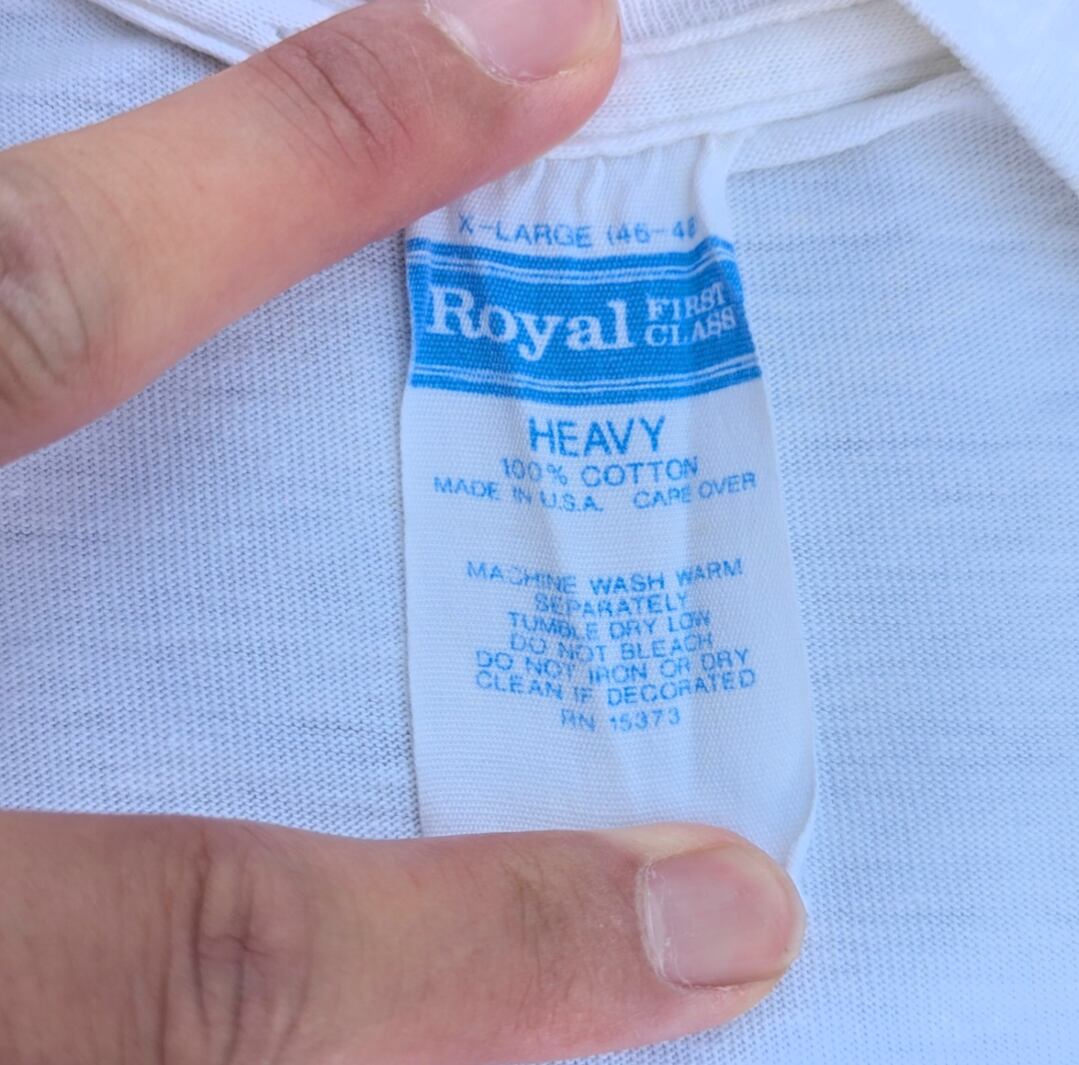 X-LARGE (46-48
Royal FIRST CLASS
HEAVY
100% COTTON
MADE IN U.S.A. CARE OVER
MACHINE WASH WARM
SEPARATELY
TUMBLE DRY LOW
DO NOT BLEACH
DO NOT IRON OR DRY
CLEAN IF DECORATED
RN 15373